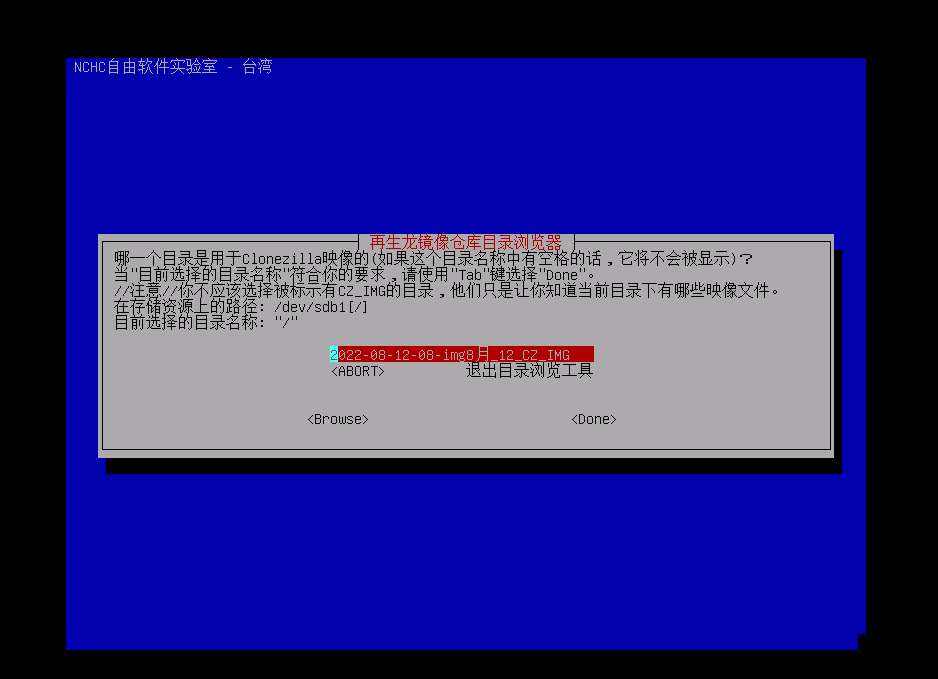 NCHC自由软件实验室 - 台湾
再生龙镜像仓库目录浏览器
哪一个目录是用于Clonezilla映像的(如果这个目录名称中有空格的话，它将不会被显示)？
当"目前选择的目录名称"符合你的要求，请使用"Tab"键选择"Done"。
//注意//你不应该选择被标示有CZ_IMG的目录，他们只是让你知道当前目录下有哪些映像文件。
在存储资源上的路径: /dev/sdb1[/]
目前选择的目录名称: "/"
2022-08-12-08-img8月_12_CZ_IMG
<ABORT> 退出目录浏览工具
<Browse> <Done>